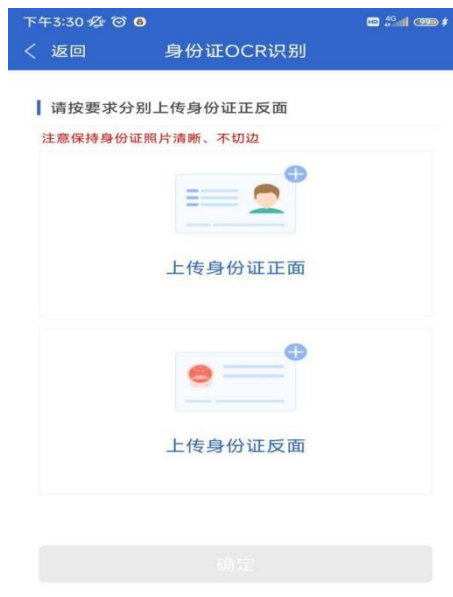 下午3:30
HD 4G 99
返回 身份证OCR识别
请按要求分别上传身份证正反面
注意保持身份证照片清晰、不切边
上传身份证正面
上传身份证反面
确定